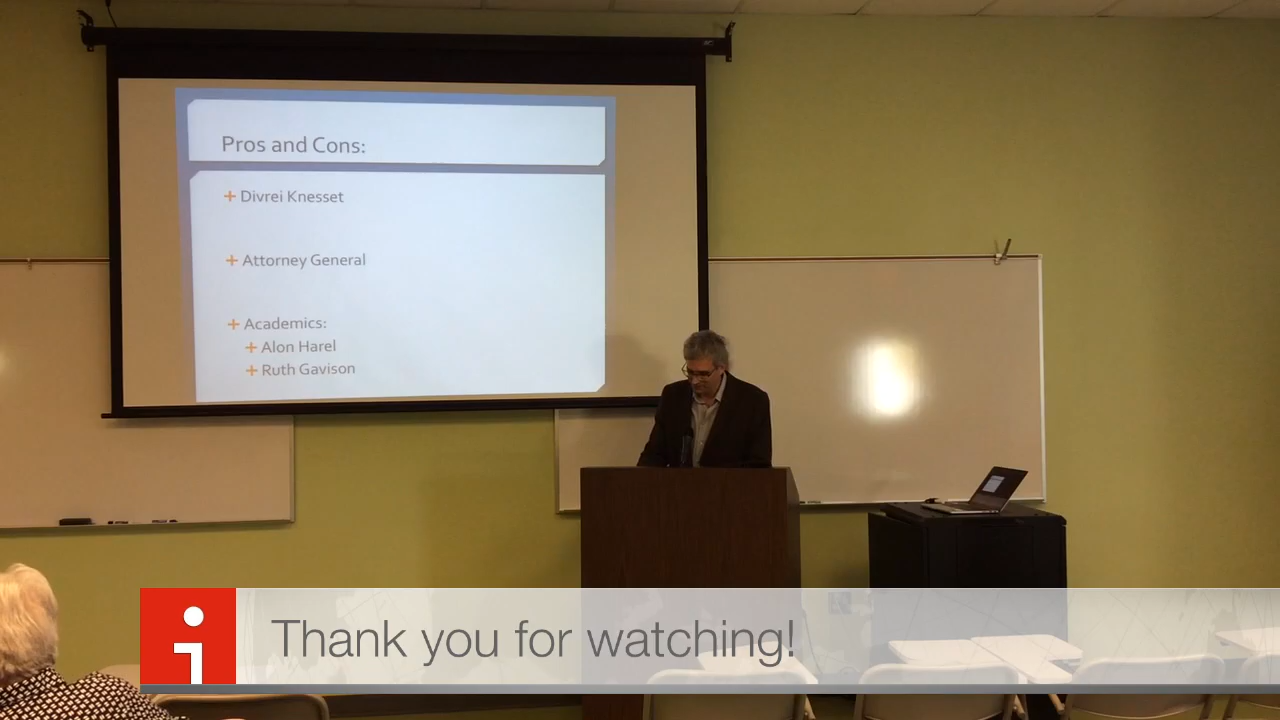 Pros and Cons:
+ Divrei Knesset
+ Attorney General
+ Academics:
+ Alon Harel
+ Ruth Gavison
i Thank you for watching!